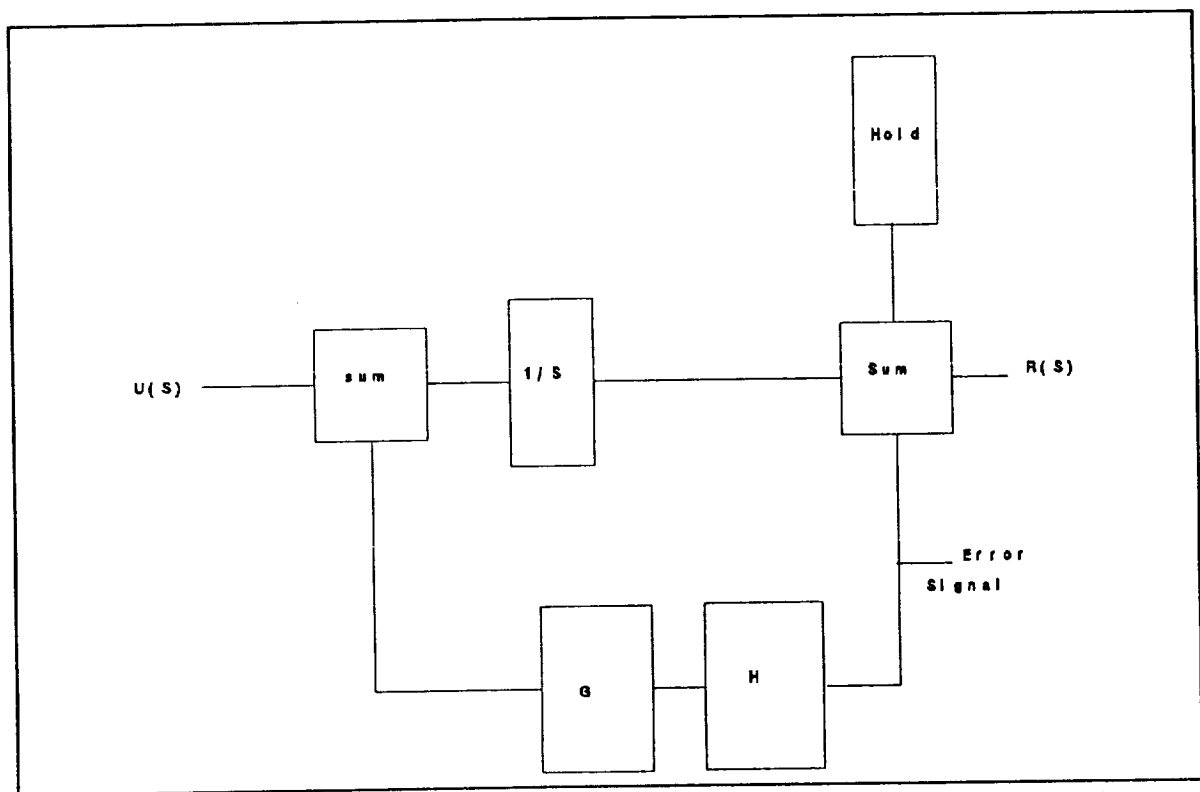 Hold
U(S)
sum
1/S
Sum
R(S)
Error
Signal
G
H